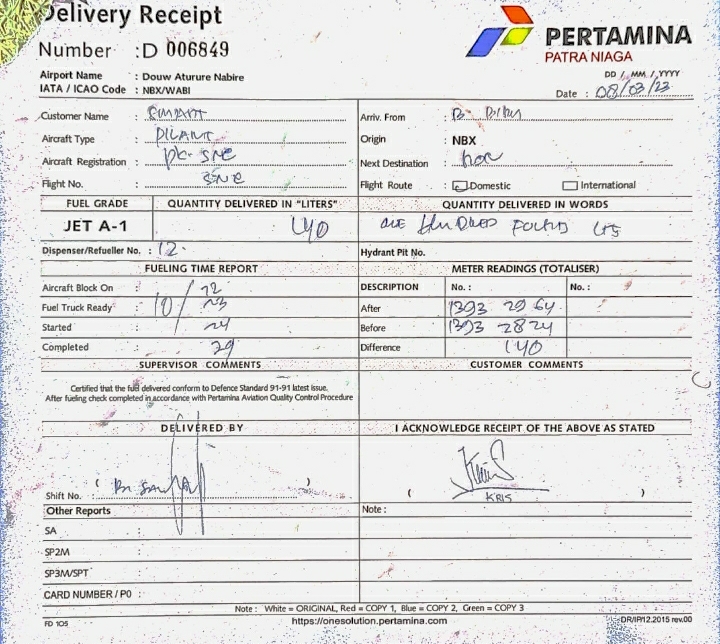 Delivery Receipt
Number : D 006849
PERTAMINA
PATRA NIAGA
Airport Name : Douw Aturure Nabire
IATA / ICAO Code : NBX/WABI
DD / MM / YYYY
Date : 08/03/23
Customer Name :
Arriv. From :
Aircraft Type :
Origin : NBX
Aircraft Registration : PK-SNE
Next Destination :
Flight No. : SNE
Flight Route : Domestic International
FUEL GRADE QUANTITY DELIVERED IN "LITERS" QUANTITY DELIVERED IN WORDS
JET A-1 140
Dispenser/Refueller No. : 12. Hydrant Pit No.
FUELING TIME REPORT METER READINGS (TOTALISER)
Aircraft Block On : 22 DESCRIPTION No. : No. :
Fuel Truck Ready : 10/23 After 1393 2964
Started : 24 Before 1393 2824
Completed : 29 Difference 140
SUPERVISOR COMMENTS CUSTOMER COMMENTS
Certified that the fuel delivered conform to Defence Standard 91-91 latest issue.
After fueling check completed in accordance with Pertamina Aviation Quality Control Procedure
DELIVERED BY I ACKNOWLEDGE RECEIPT OF THE ABOVE AS STATED
Shift No. : ( ) ( KRIS )
Other Reports Note :
SA :
SP2M :
SP3M/SPT :
CARD NUMBER / PO :
Note : White = ORIGINAL, Red = COPY 1, Blue = COPY 2, Green = COPY 3
FD 105 https://onesolution.pertamina.com DR/IP/12.2015 rev.00